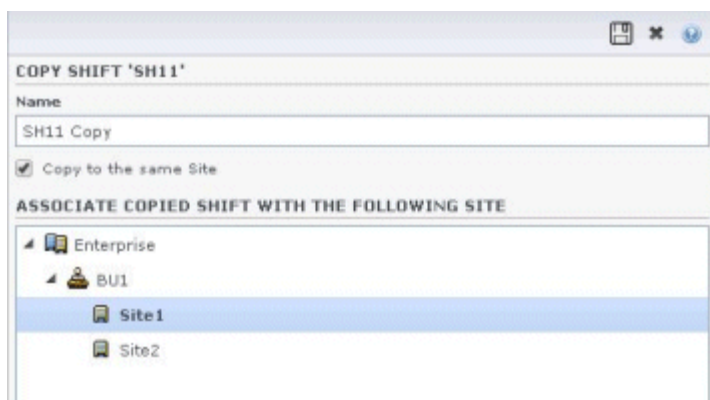 COPY SHIFT 'SH11'
Name
SH11 Copy
Copy to the same Site
ASSOCIATE COPIED SHIFT WITH THE FOLLOWING SITE
Enterprise
BU1
Site1
Site2